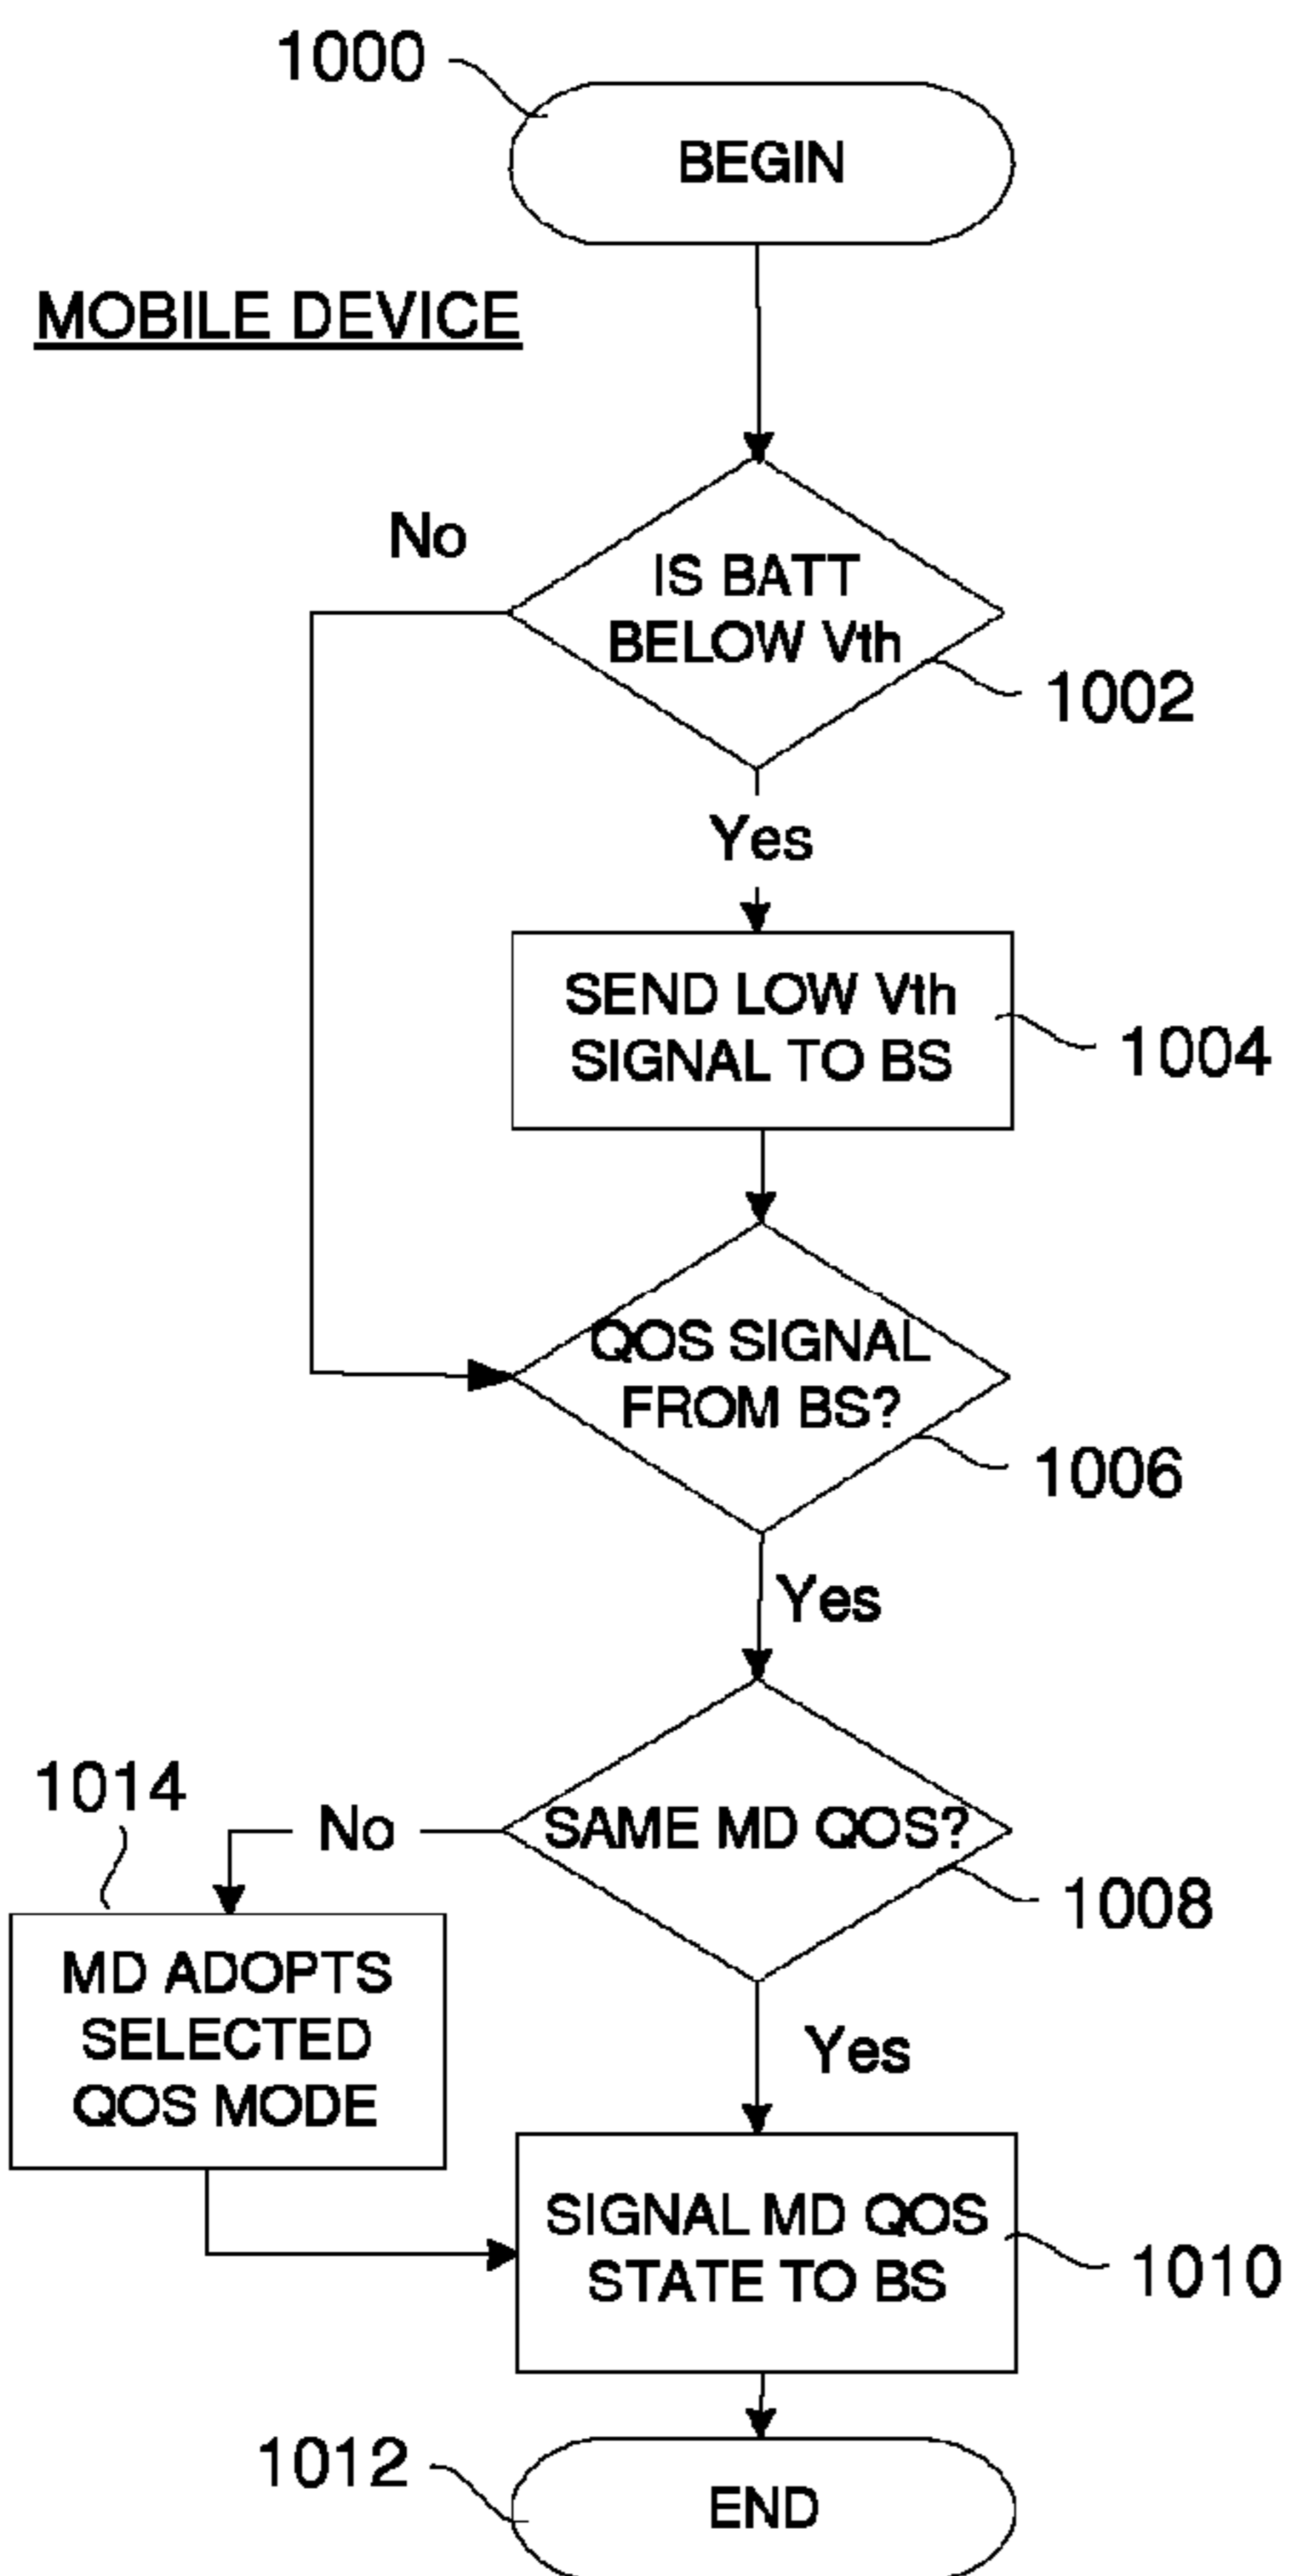 1000
BEGIN
MOBILE DEVICE
No
IS BATT
BELOW Vth
1002
Yes
SEND LOW Vth
SIGNAL TO BS
1004
QOS SIGNAL
FROM BS?
1006
Yes
1014
No
SAME MD QOS?
1008
MD ADOPTS
SELECTED
QOS MODE
Yes
SIGNAL MD QOS
STATE TO BS
1010
1012
END